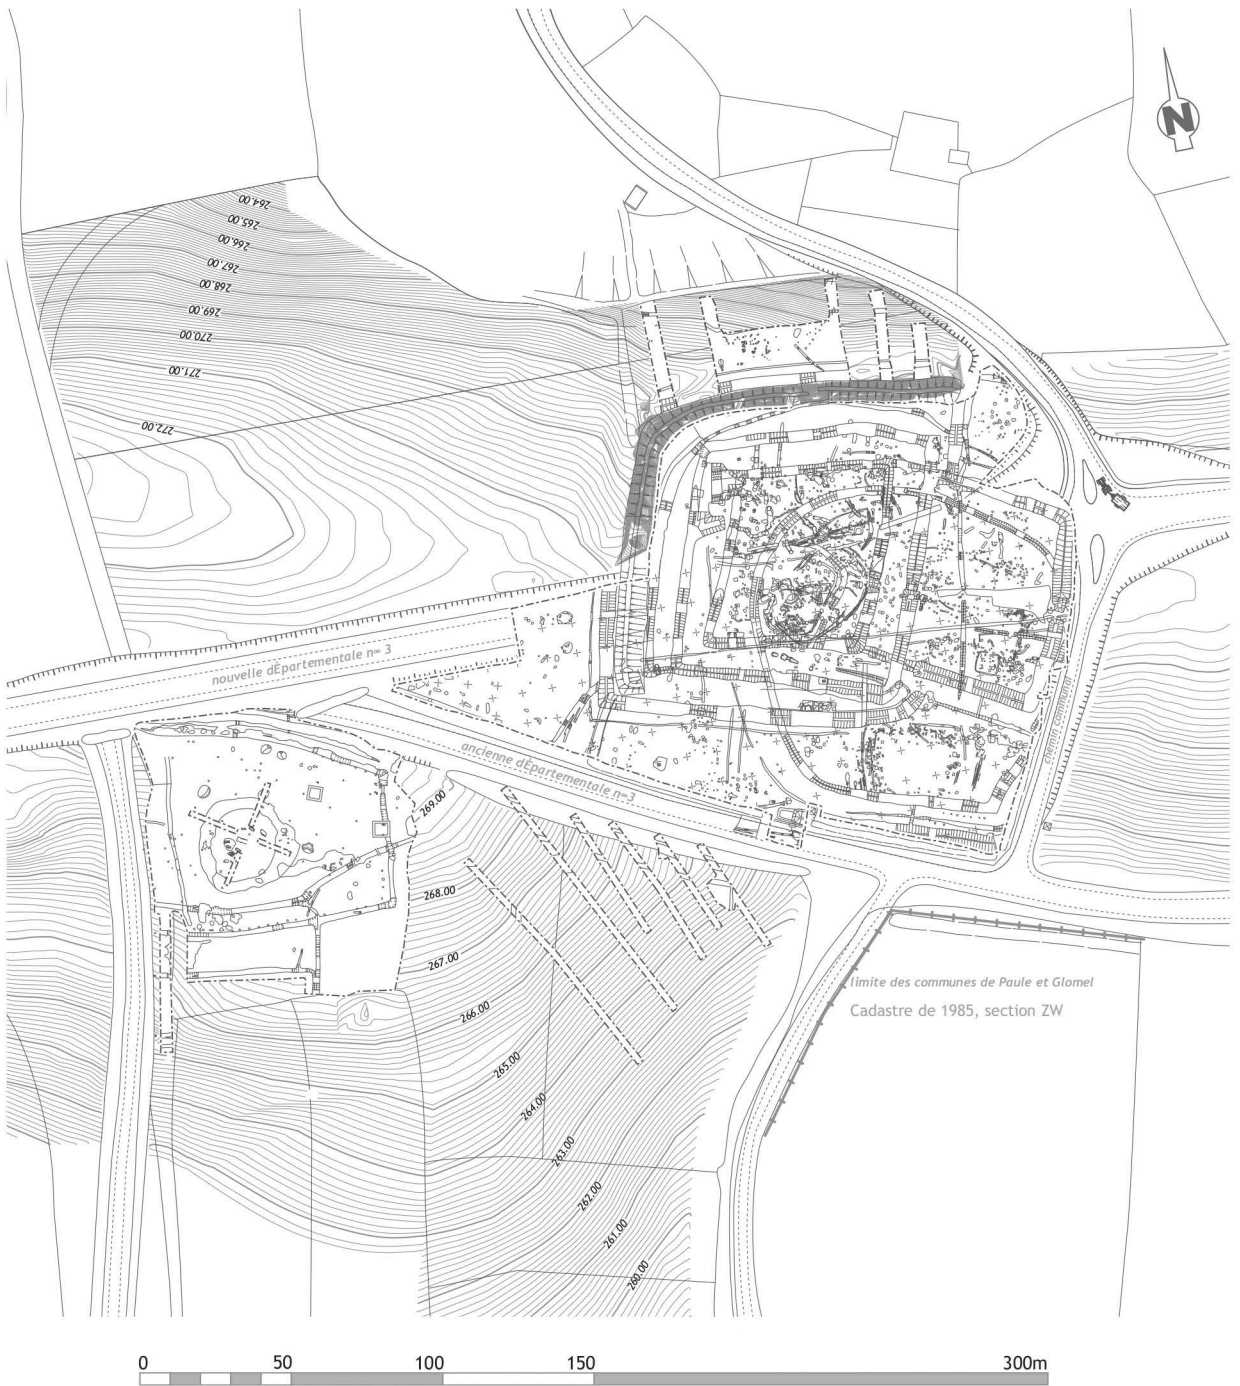 N
264.00
265.00
266.00
267.00
268.00
269.00
270.00
271.00
272.00
nouvelle dÉpartementale n∞ 3
ancienne dÉpartementale n∞3
chemin communal
269.00
268.00
267.00
266.00
265.00
264.00
263.00
262.00
261.00
260.00
limite des communes de Paule et Glomel
Cadastre de 1985, section ZW
0 50 100 150 300m